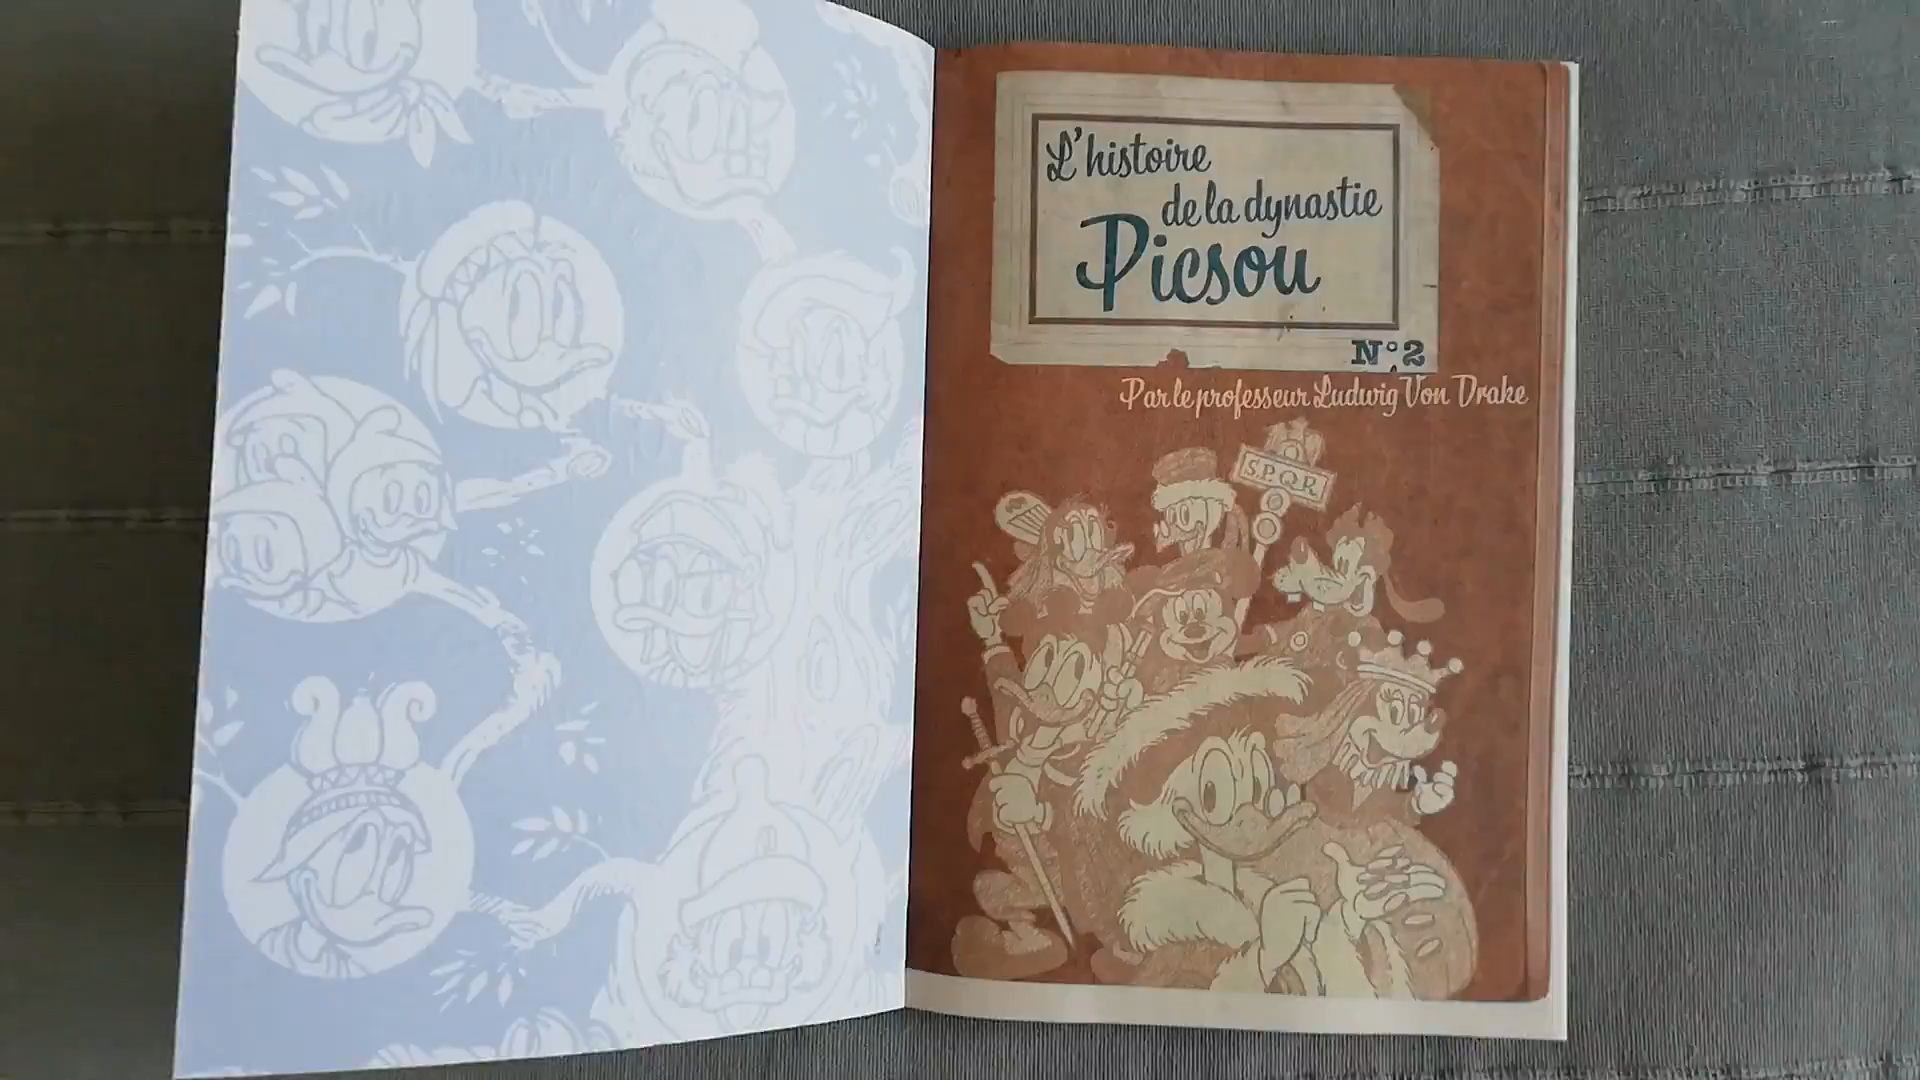 L'histoire
de la dynastie
Picsou
N°2
Par le professeur Ludwig Von Drake
S.P.Q.R